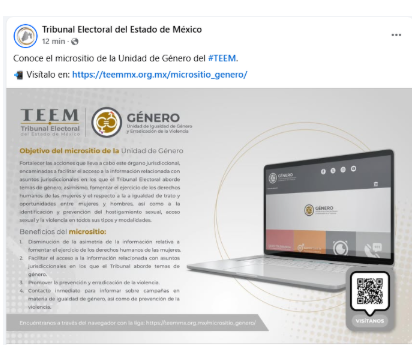 Tribunal Electoral del Estado de México
12 min ·
Conoce el micrositio de la Unidad de Género del #TEEM.
Visítalo en: https://teemmx.org.mx/micrositio_genero/
TEEM
Tribunal Electoral
del Estado de México
GÉNERO
Unidad de Igualdad de Género
y Erradicación de la Violencia
Objetivo del micrositio de la Unidad de Género
Fortalecer las acciones que lleva a cabo este órgano jurisdiccional,
encaminadas a facilitar el acceso a la información relacionada con
asuntos jurisdiccionales en los que el Tribunal Electoral aborde
temas de género, asimismo, fomentar el ejercicio de los derechos
humanos de las mujeres y el respecto a la igualdad de trato y
oportunidades entre mujeres y hombres, así como a la
identificación y prevención del hostigamiento sexual, acoso
sexual y la violencia en todos sus tipos y modalidades.
Beneficios del micrositio:
1. Disminución de la asimetría de la información relativa a
fomentar el ejercicio de los derechos humanos de las mujeres
2. Facilitar el acceso a la información relacionada con asuntos
jurisdiccionales en los que el Tribunal aborde temas de
género.
3. Promover la prevención y erradicación de la violencia.
4. Contacto inmediato para informar sobre campañas en
materia de igualdad de género, así como de prevención de la
violencia.
GÉNERO
GÉNERO
VISÍTANOS
Encuéntranos a través del navegador con la liga: https://teemmx.org.mx/micrositio_genero/